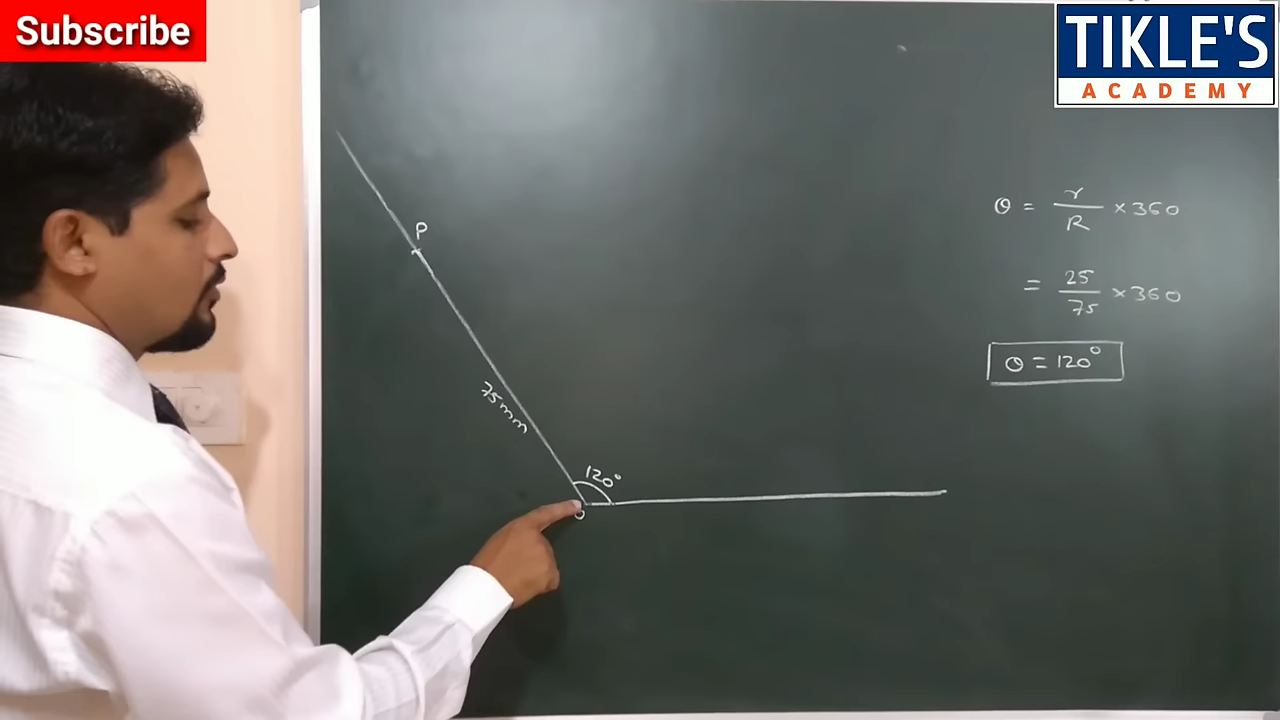 Subscribe
TIKLE'S
ACADEMY
P
75mm
120°
O
θ = r/R × 360
= 25/75 × 360
θ = 120°